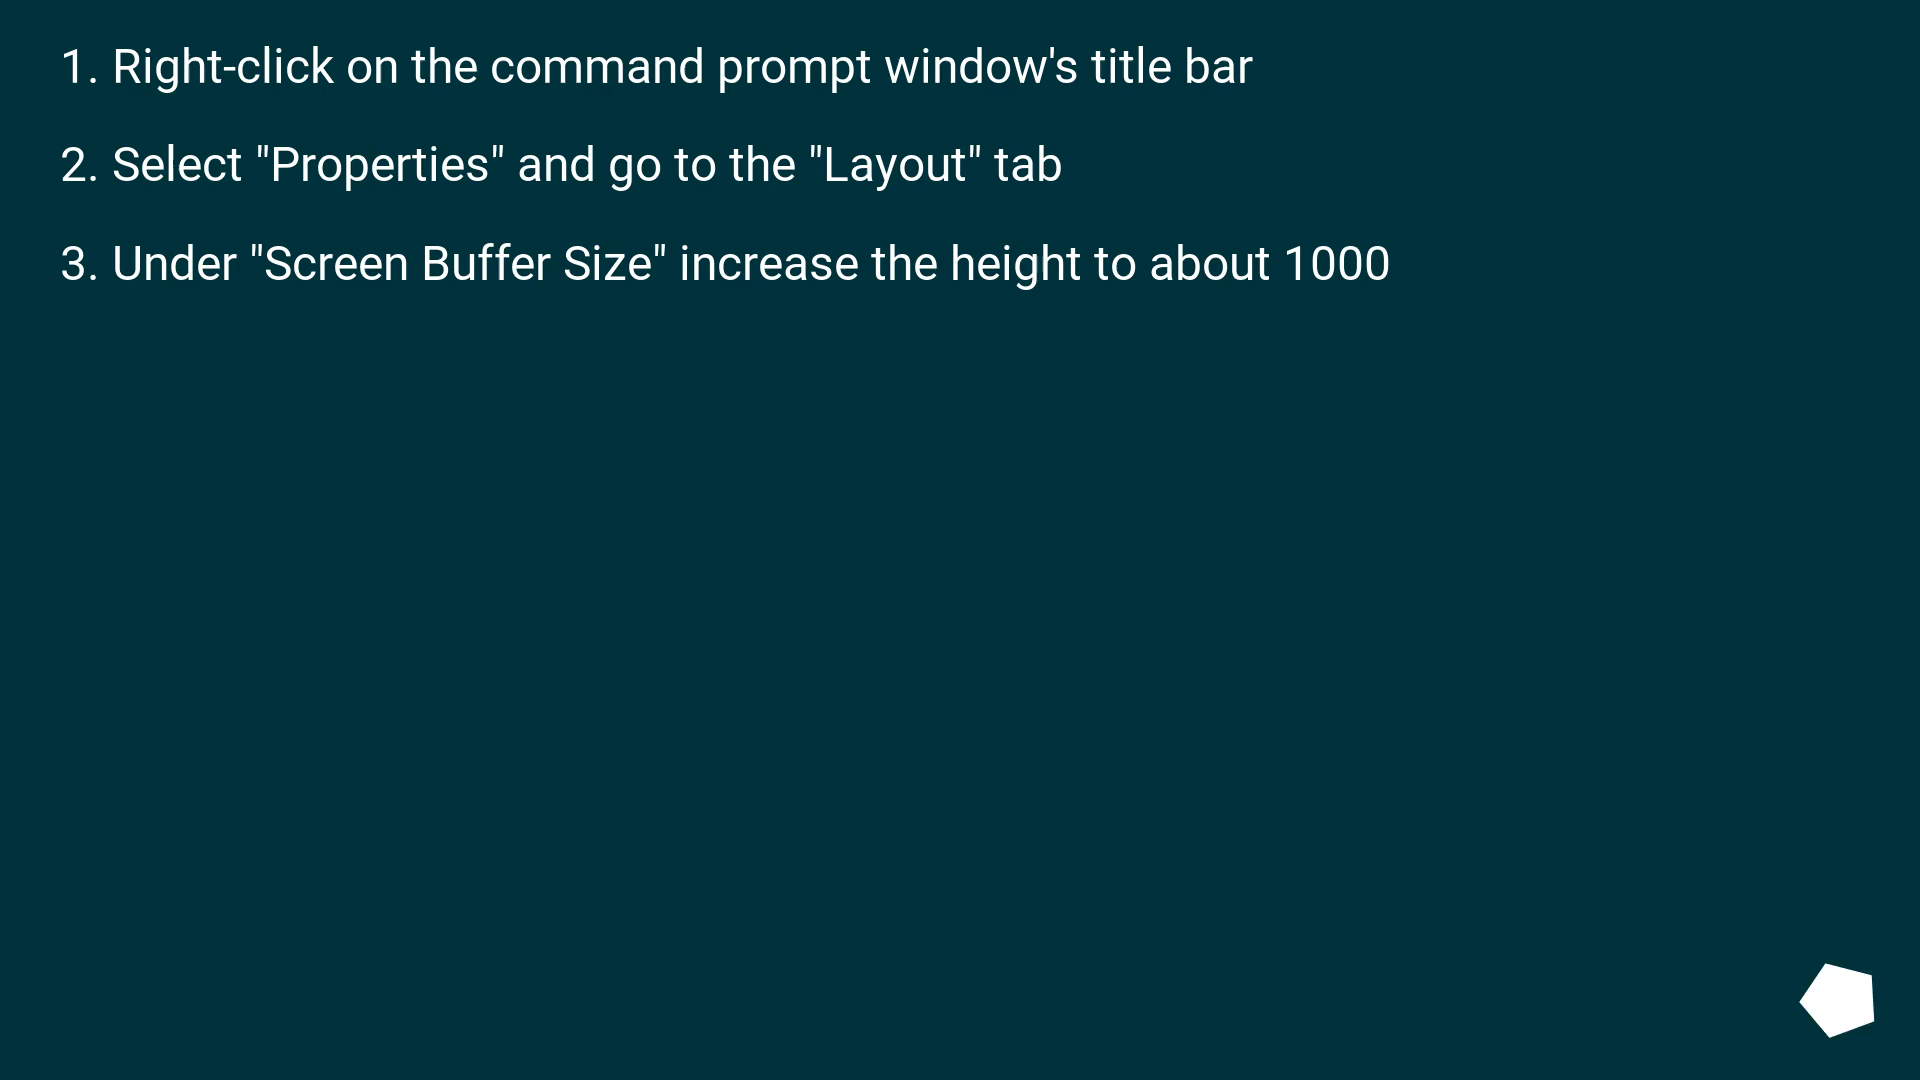 1. Right-click on the command prompt window's title bar
2. Select "Properties" and go to the "Layout" tab
3. Under "Screen Buffer Size" increase the height to about 1000